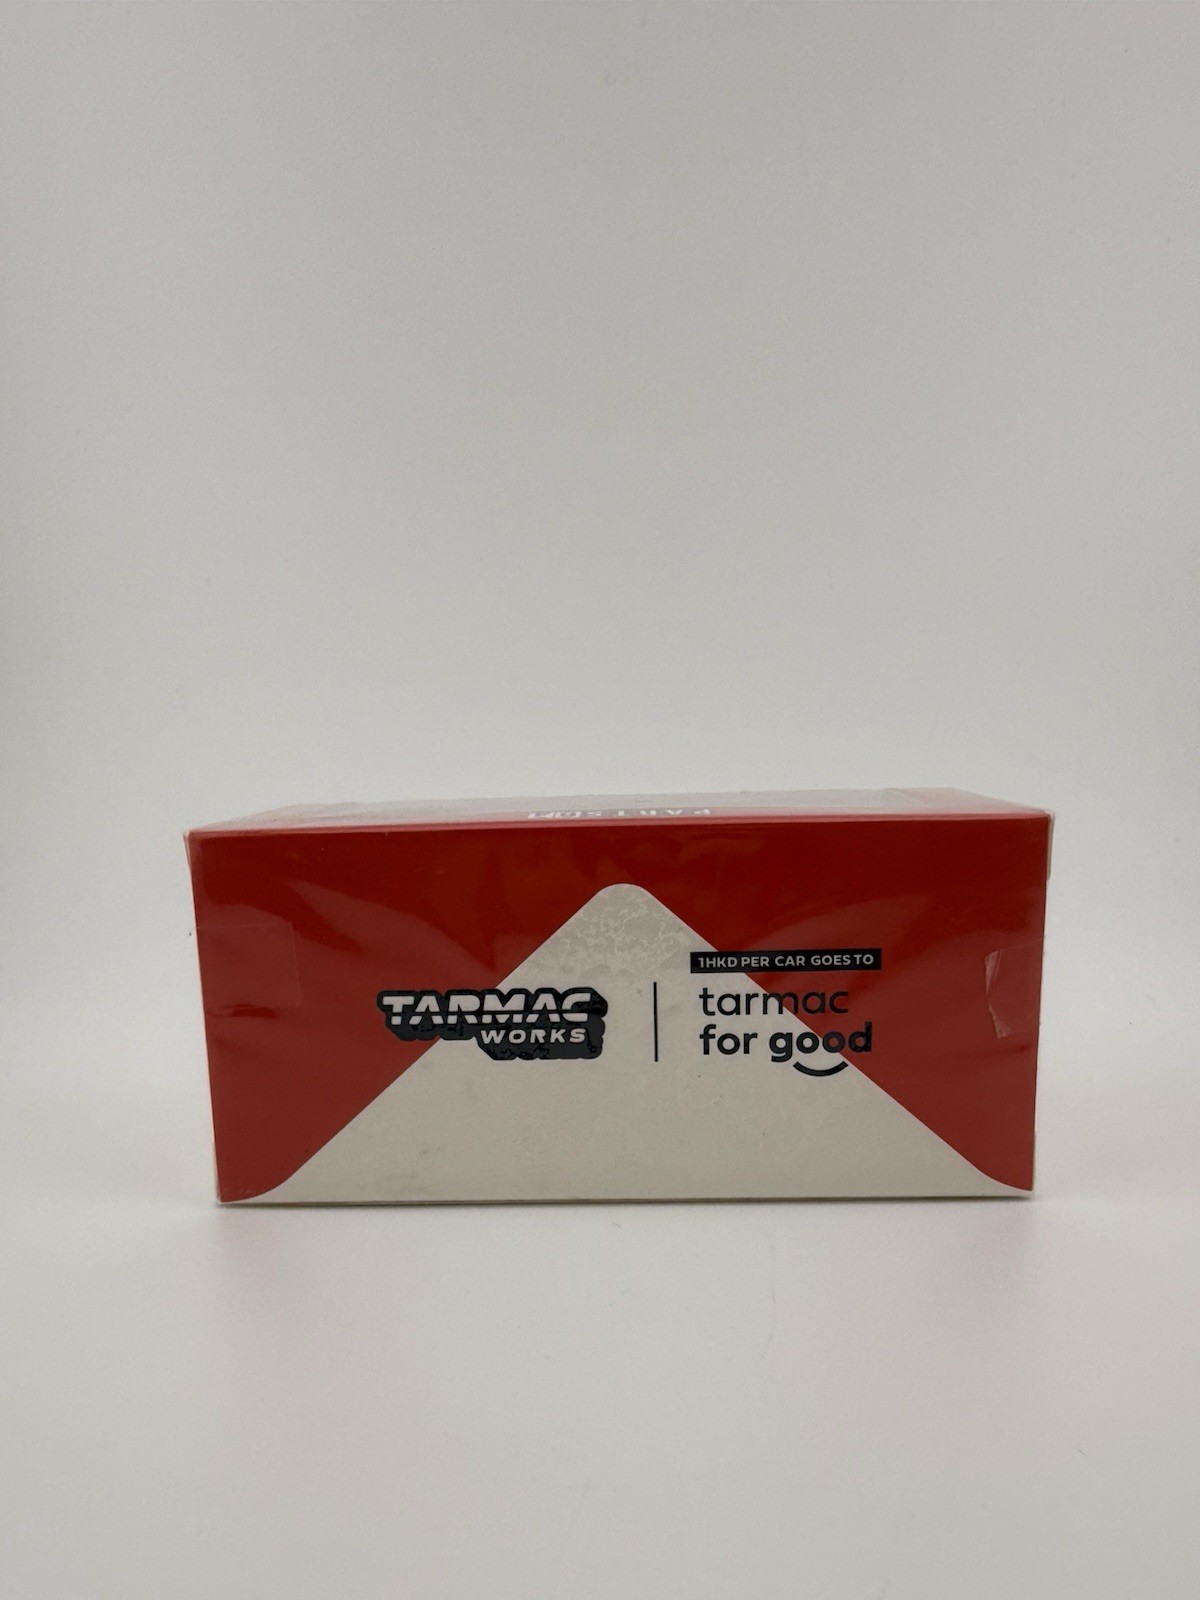 TARMAC
WORKS
1HKD PER CAR GOES TO
tarmac
for good